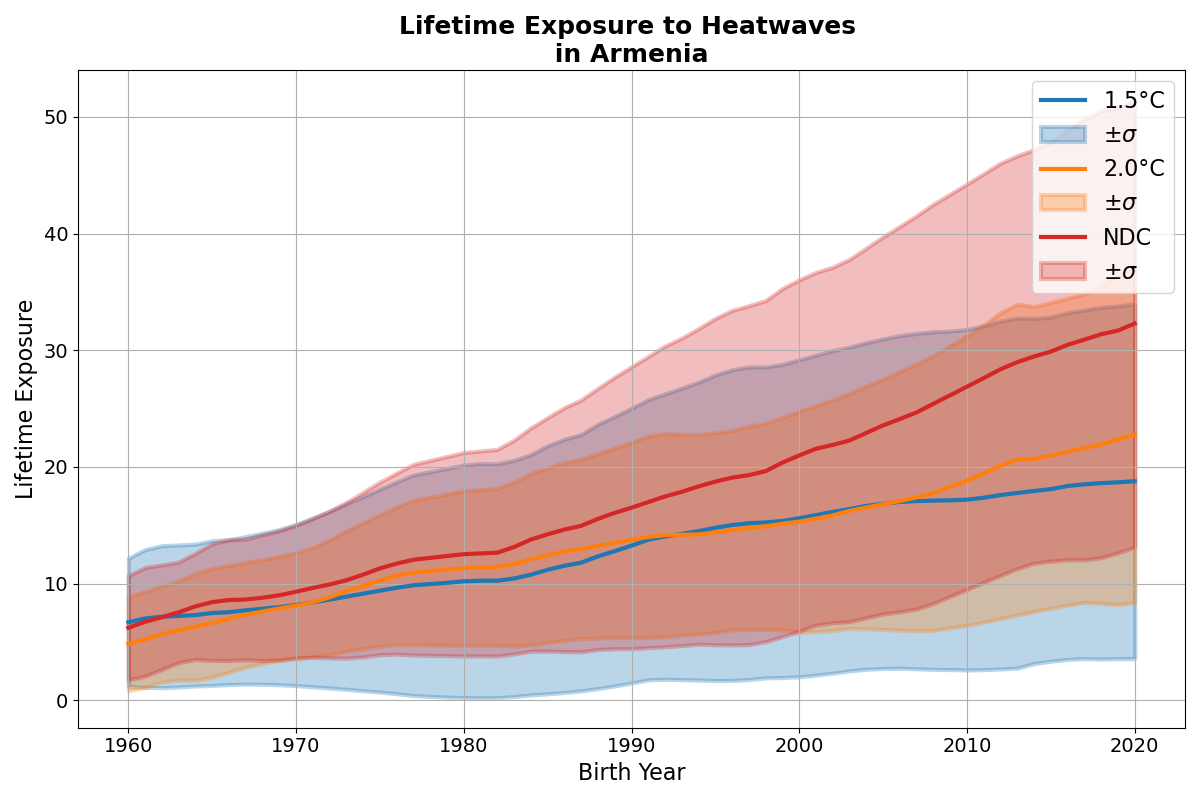 Lifetime Exposure to Heatwaves
in Armenia
Lifetime Exposure
50
40
30
20
10
0
1960
1970
1980
1990
2000
2010
2020
Birth Year
1.5°C
±σ
2.0°C
±σ
NDC
±σ